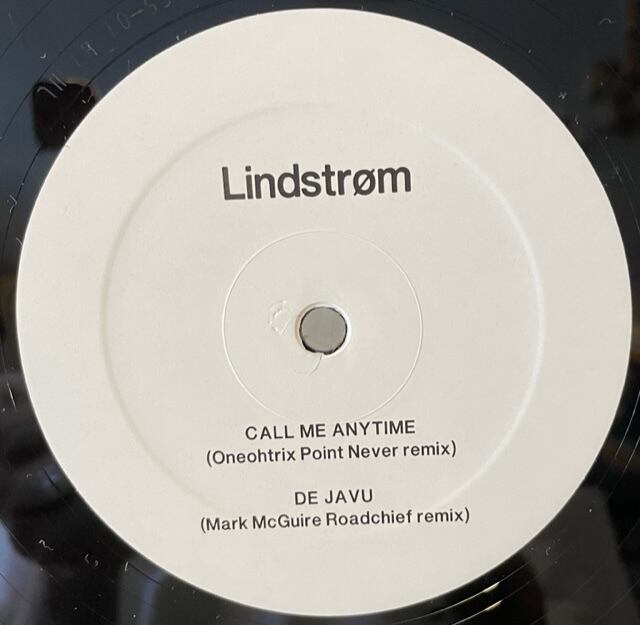 Lindstrøm
CALL ME ANYTIME
(Oneohtrix Point Never remix)
DE JAVU
(Mark McGuire Roadchief remix)